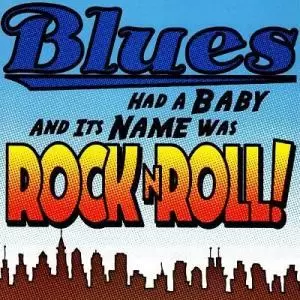 Blues
HAD A BABY
AND ITS NAME WAS
ROCK N ROLL!